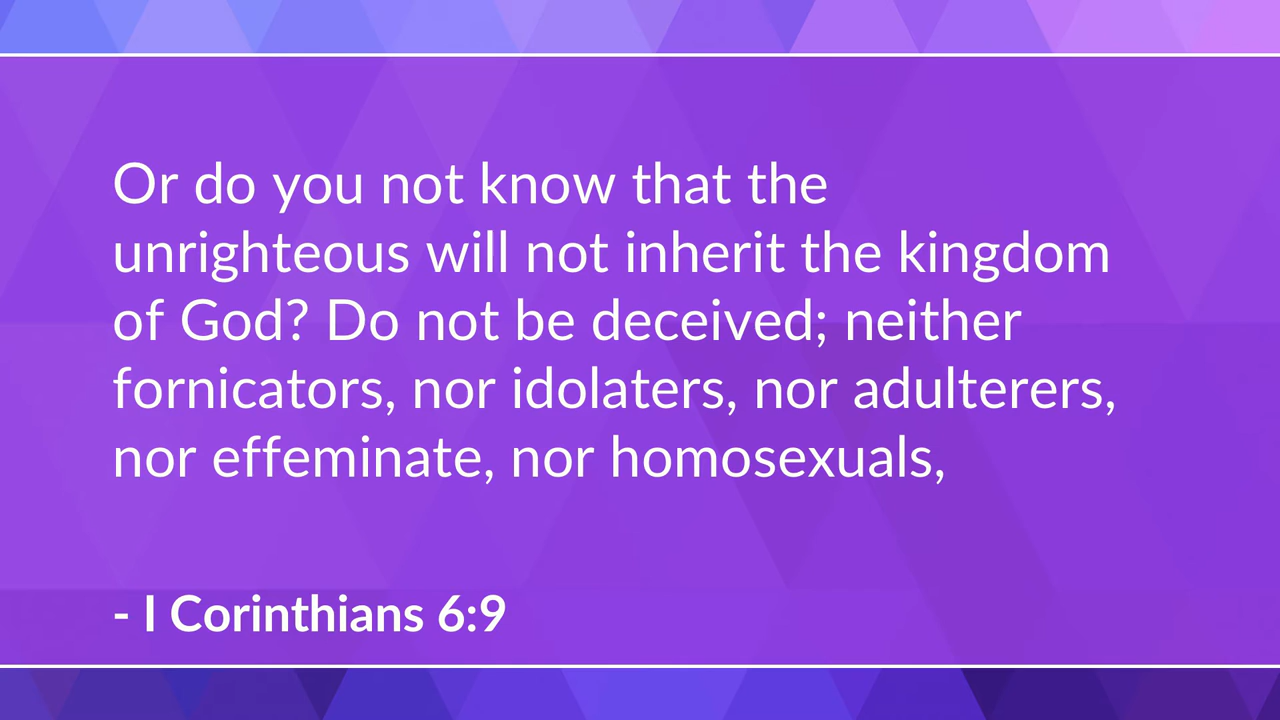 Or do you not know that the
unrighteous will not inherit the kingdom
of God? Do not be deceived; neither
fornicators, nor idolaters, nor adulterers,
nor effeminate, nor homosexuals,
- I Corinthians 6:9